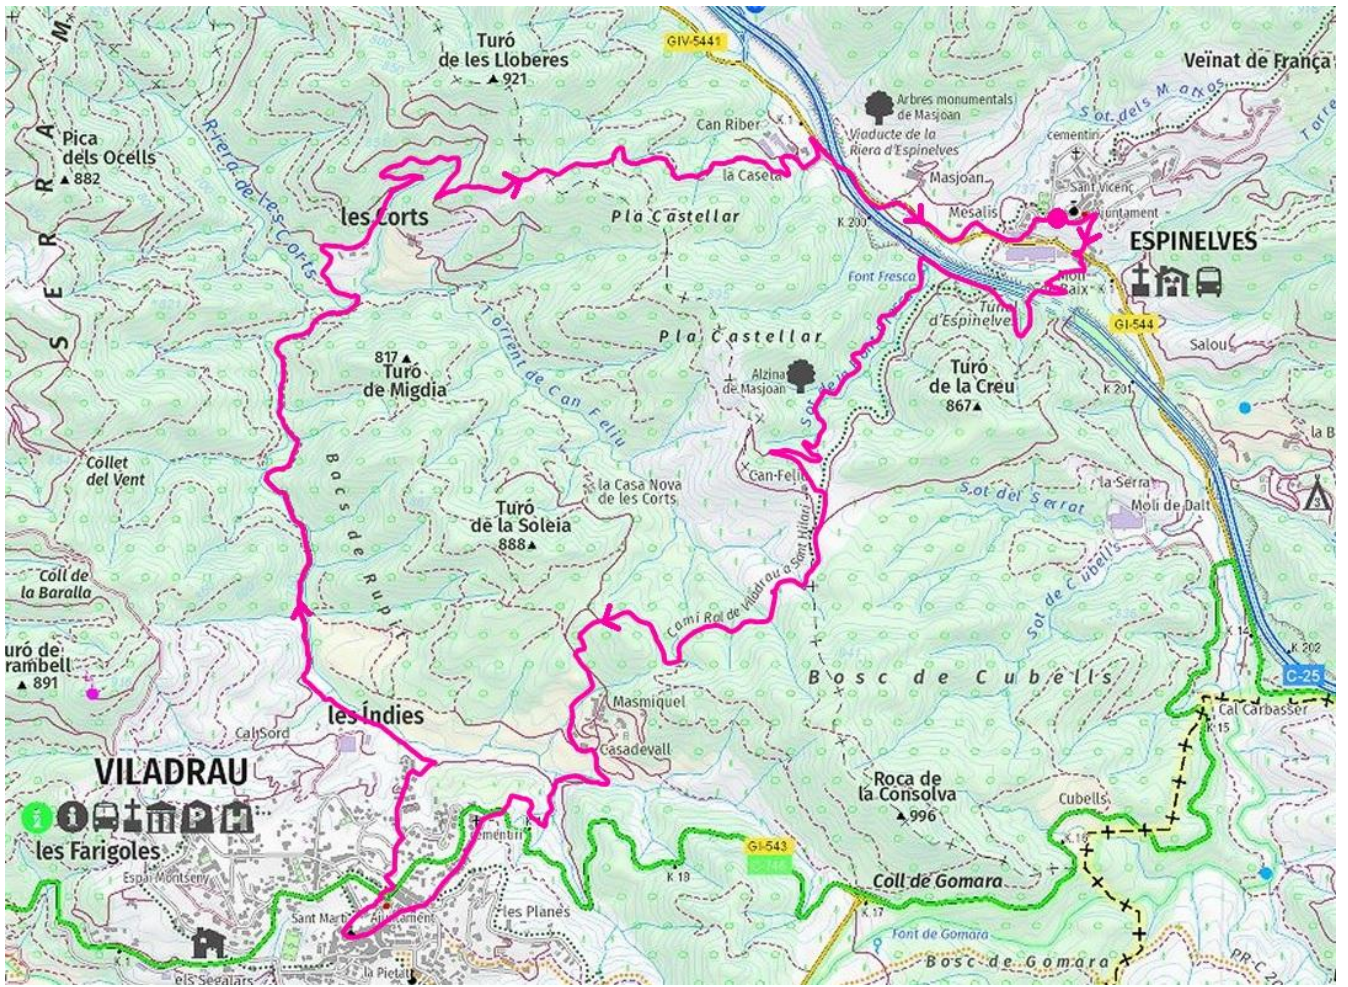 GIV-5441
Turó
de les Lloberes
921
Veïnat de França
Arbres monumentals
de Masjoan
Sot dels Matxos
Can Riber
K.1
Viaducte de la
Riera d'Espinelves
cementiri
Pica
dels Ocells
882
Riera de les Corts
SERRA
la Caseta
Masjoan
Sant Vicenç
les Corts
Pla Castellar
K 200
Mesalis
Ajuntament
ESPINELVES
Font Fresca
Molí
Baix
Túnel
d'Espinelves
GI-544
Torrent de Can Feliu
Pla Castellar
Salou
817
Turó
de Migdia
Alzina
de Masjoan
Turó
de la Creu
867
K 201
Collet
del Vent
Bacs de Rupit
la Casa Nova
de les Corts
Can Feliu
Turó
de la Soleia
888
Sot del Serrat
la Serra
Molí de Dalt
Camí Ral de Viladrau a Sant Hilari
Sot de Cubells
Coll de
la Baralla
K 14
K 202
891
C-25
Bosc de Cubells
Masmiquel
Cal Carbasser
K 15
les Índies
Cal Sord
Casadevall
VILADRAU
Roca de
la Consolva
996
Cubells
K.16
cementiri
les Farigoles
GI-543
Espai Montseny
K 18
Coll de Gomara
K 17
Sant Martí
Ajuntament
les Planes
Font de Gomara
Bosc de Gomara
la Pietat
els Segalars